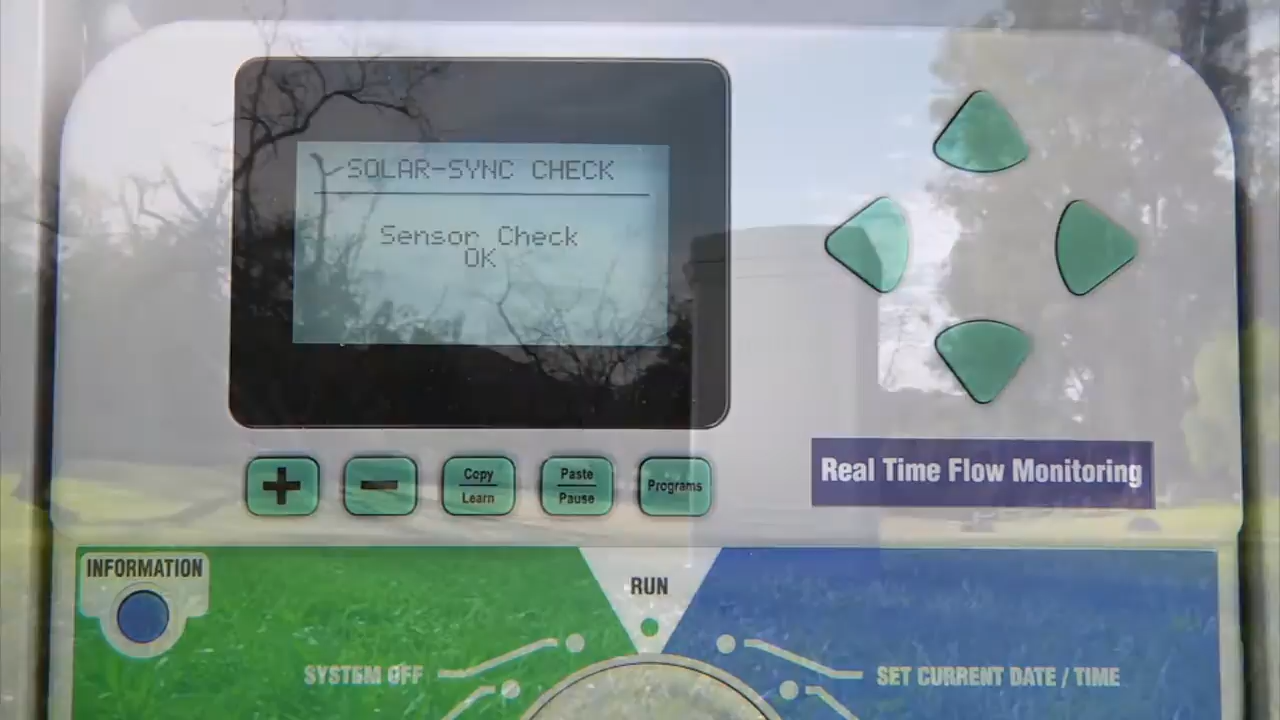 SOLAR-SYNC CHECK
Sensor Check
OK
Copy
Learn
Paste
Pause
Programs
Real Time Flow Monitoring
INFORMATION
RUN
SYSTEM OFF
SET CURRENT DATE / TIME